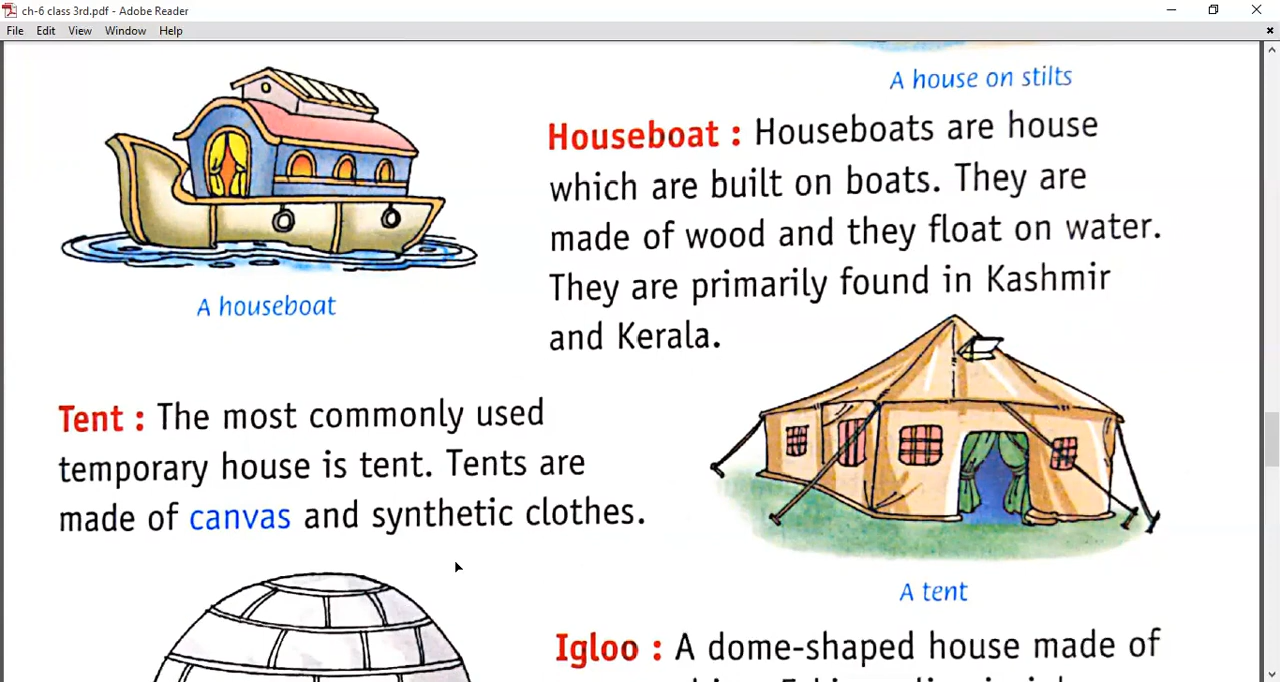 ch-6 class 3rd.pdf - Adobe Reader
File Edit View Window Help
A house on stilts
Houseboat : Houseboats are house
which are built on boats. They are
made of wood and they float on water.
They are primarily found in Kashmir
and Kerala.
A houseboat
Tent : The most commonly used
temporary house is tent. Tents are
made of canvas and synthetic clothes.
A tent
Igloo : A dome-shaped house made of